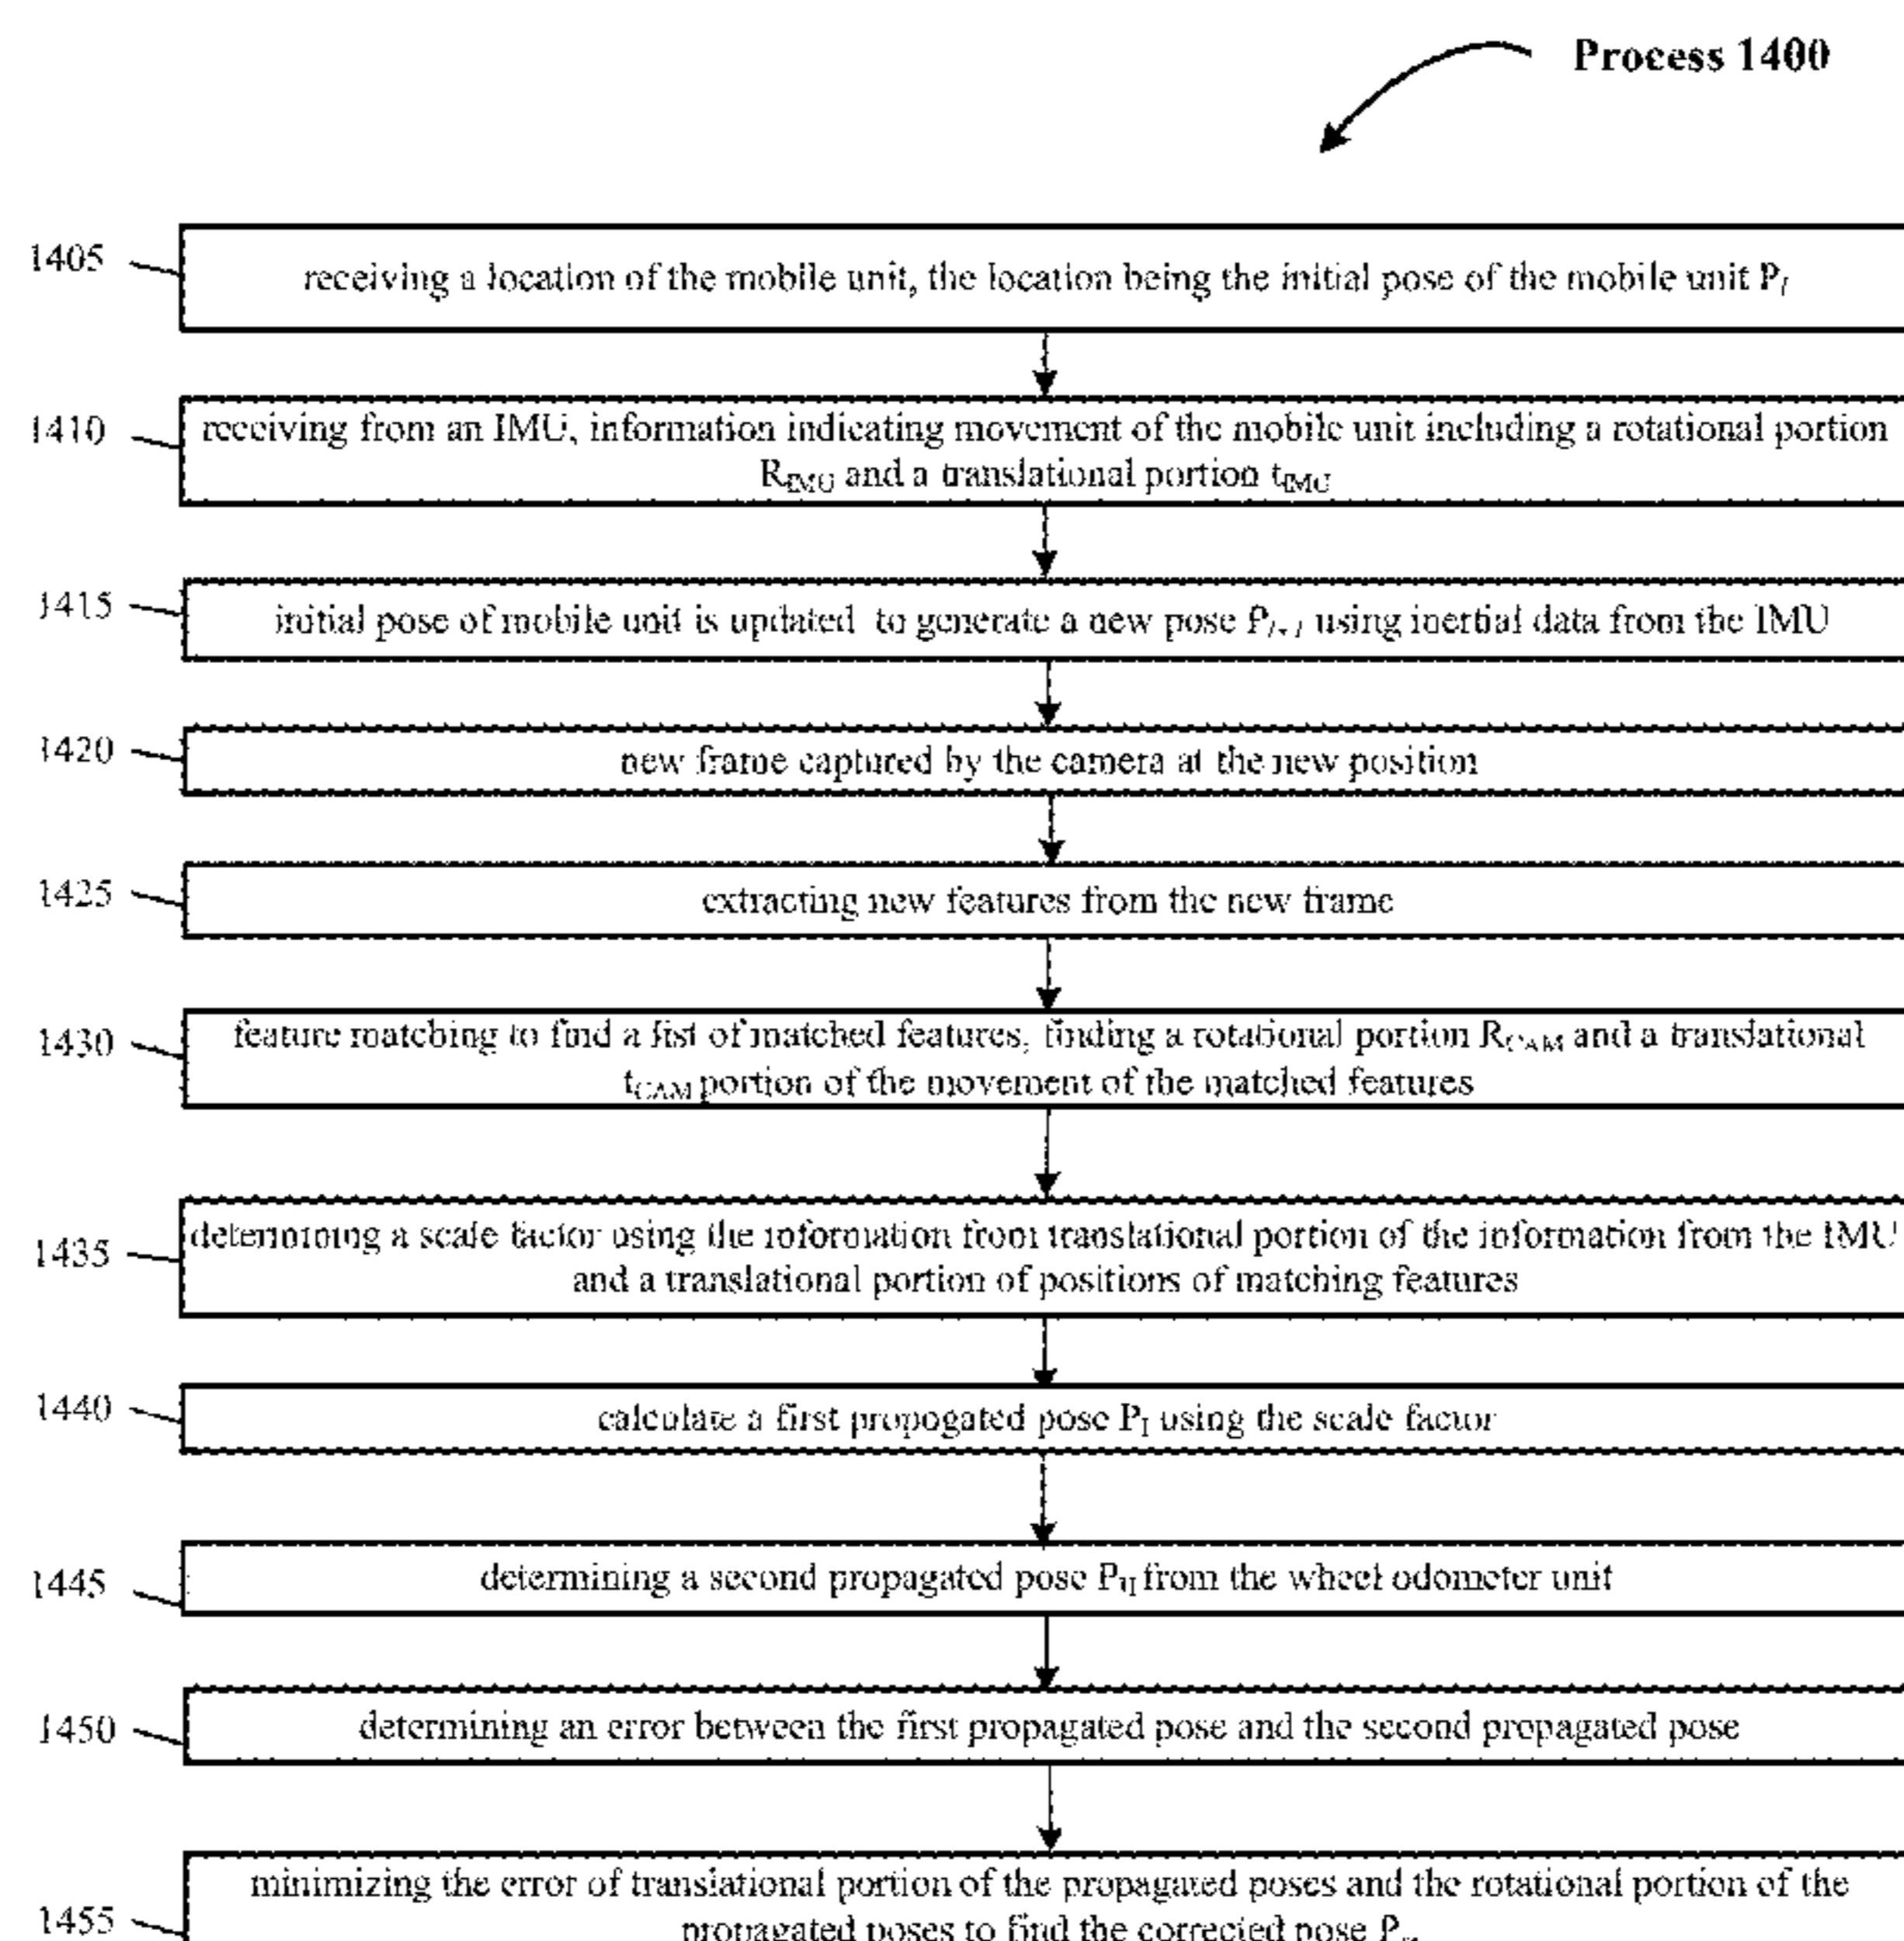 Process 1400
1405
receiving a location of the mobile unit, the location being the initial pose of the mobile unit P_I
1410
receiving from an IMU, information indicating movement of the mobile unit including a rotational portion
R_IMU and a translational portion t_IMU
1415
initial pose of mobile unit is updated to generate a new pose P_I+1 using inertial data from the IMU
1420
new frame captured by the camera at the new position
1425
extracting new features from the new frame
1430
feature matching to find a list of matched features, finding a rotational portion R_CAM and a translational
t_CAM portion of the movement of the matched features
1435
determining a scale factor using the information from translational portion of the information from the IMU
and a translational portion of positions of matching features
1440
calculate a first propogated pose P_I using the scale factor
1445
determining a second propagated pose P_II from the wheel odometer unit
1450
determining an error between the first propagated pose and the second propagated pose
1455
minimizing the error of translational portion of the propagated poses and the rotational portion of the
propagated poses to find the corrected pose